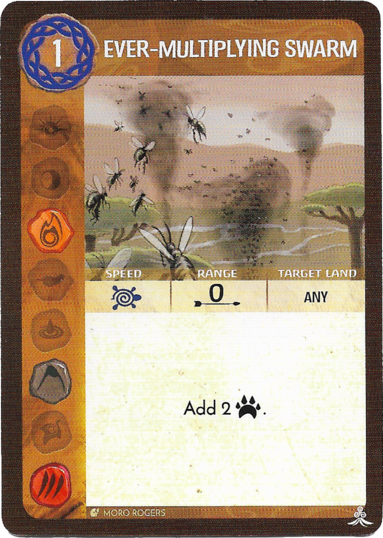 1 EVER-MULTIPLYING SWARM
SPEED RANGE TARGET LAND
0 ANY
Add 2 .
MORO ROGERS